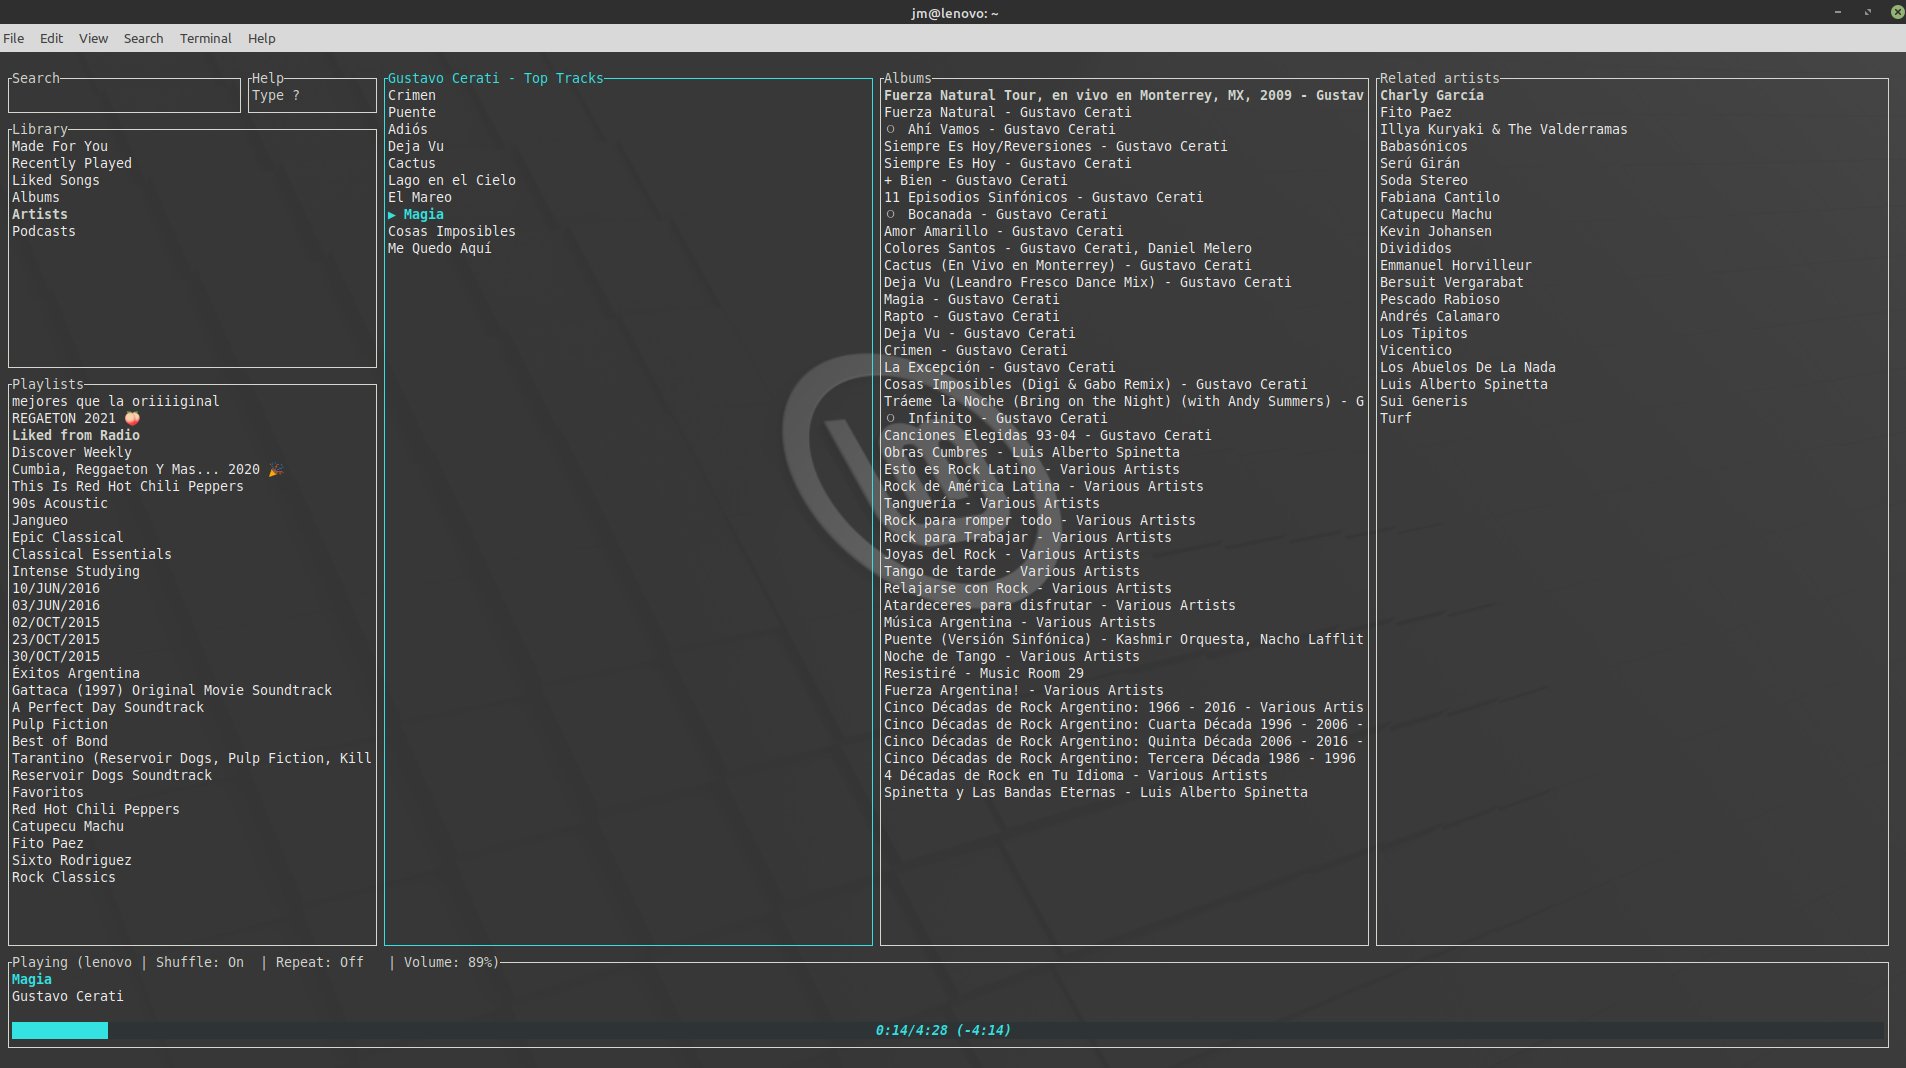 jm@lenovo: ~
File Edit View Search Terminal Help
Search
Help
Type ?
Library
Made For You
Recently Played
Liked Songs
Albums
Artists
Podcasts
Playlists
mejores que la oriiiiginal
REGAETON 2021 🍑
Liked from Radio
Discover Weekly
Cumbia, Reggaeton Y Mas... 2020 🎉
This Is Red Hot Chili Peppers
90s Acoustic
Jangueo
Epic Classical
Classical Essentials
Intense Studying
10/JUN/2016
03/JUN/2016
02/OCT/2015
23/OCT/2015
30/OCT/2015
Éxitos Argentina
Gattaca (1997) Original Movie Soundtrack
A Perfect Day Soundtrack
Pulp Fiction
Best of Bond
Tarantino (Reservoir Dogs, Pulp Fiction, Kill
Reservoir Dogs Soundtrack
Favoritos
Red Hot Chili Peppers
Catupecu Machu
Fito Paez
Sixto Rodriguez
Rock Classics
Gustavo Cerati - Top Tracks
Crimen
Puente
Adiós
Deja Vu
Cactus
Lago en el Cielo
El Mareo
▶ Magia
Cosas Imposibles
Me Quedo Aquí
Albums
Fuerza Natural Tour, en vivo en Monterrey, MX, 2009 - Gustav
Fuerza Natural - Gustavo Cerati
○ Ahí Vamos - Gustavo Cerati
Siempre Es Hoy/Reversiones - Gustavo Cerati
Siempre Es Hoy - Gustavo Cerati
+ Bien - Gustavo Cerati
11 Episodios Sinfónicos - Gustavo Cerati
○ Bocanada - Gustavo Cerati
Amor Amarillo - Gustavo Cerati
Colores Santos - Gustavo Cerati, Daniel Melero
Cactus (En Vivo en Monterrey) - Gustavo Cerati
Deja Vu (Leandro Fresco Dance Mix) - Gustavo Cerati
Magia - Gustavo Cerati
Rapto - Gustavo Cerati
Deja Vu - Gustavo Cerati
Crimen - Gustavo Cerati
La Excepción - Gustavo Cerati
Cosas Imposibles (Digi & Gabo Remix) - Gustavo Cerati
Tráeme la Noche (Bring on the Night) (with Andy Summers) - G
○ Infinito - Gustavo Cerati
Canciones Elegidas 93-04 - Gustavo Cerati
Obras Cumbres - Luis Alberto Spinetta
Esto es Rock Latino - Various Artists
Rock de América Latina - Various Artists
Tanguería - Various Artists
Rock para romper todo - Various Artists
Rock para Trabajar - Various Artists
Joyas del Rock - Various Artists
Tango de tarde - Various Artists
Relajarse con Rock - Various Artists
Atardeceres para disfrutar - Various Artists
Música Argentina - Various Artists
Puente (Versión Sinfónica) - Kashmir Orquesta, Nacho Lafflit
Noche de Tango - Various Artists
Resistiré - Music Room 29
Fuerza Argentina! - Various Artists
Cinco Décadas de Rock Argentino: 1966 - 2016 - Various Artis
Cinco Décadas de Rock Argentino: Cuarta Década 1996 - 2006 -
Cinco Décadas de Rock Argentino: Quinta Década 2006 - 2016 -
Cinco Décadas de Rock Argentino: Tercera Década 1986 - 1996
4 Décadas de Rock en Tu Idioma - Various Artists
Spinetta y Las Bandas Eternas - Luis Alberto Spinetta
Related artists
Charly García
Fito Paez
Illya Kuryaki & The Valderramas
Babasónicos
Serú Girán
Soda Stereo
Fabiana Cantilo
Catupecu Machu
Kevin Johansen
Divididos
Emmanuel Horvilleur
Bersuit Vergarabat
Pescado Rabioso
Andrés Calamaro
Los Tipitos
Vicentico
Los Abuelos De La Nada
Luis Alberto Spinetta
Sui Generis
Turf
Playing (lenovo | Shuffle: On | Repeat: Off | Volume: 89%)
Magia
Gustavo Cerati
0:14/4:28 (-4:14)